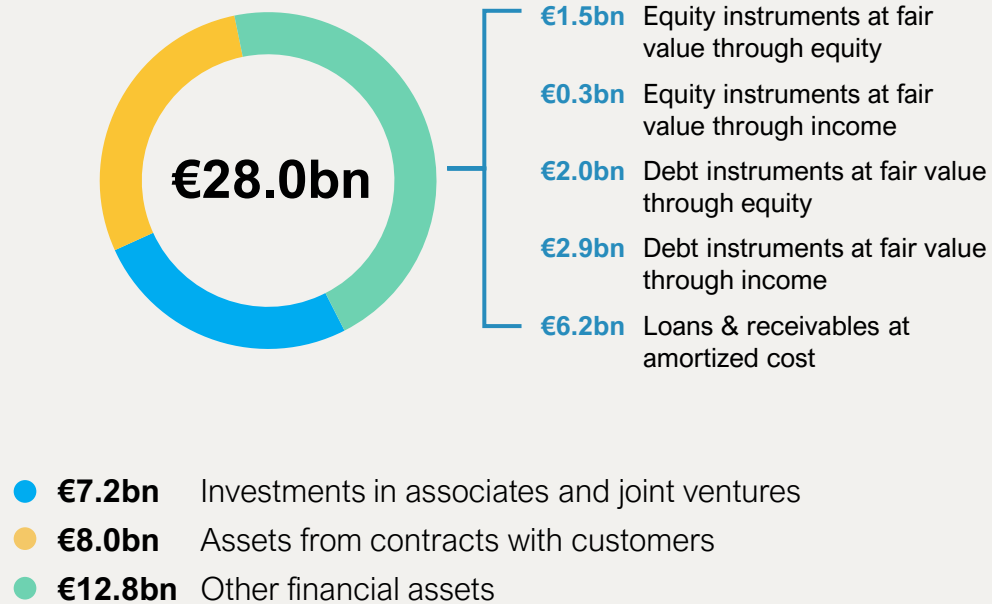 €28.0bn
€1.5bn Equity instruments at fair
value through equity
€0.3bn Equity instruments at fair
value through income
€2.0bn Debt instruments at fair value
through equity
€2.9bn Debt instruments at fair value
through income
€6.2bn Loans & receivables at
amortized cost
€7.2bn Investments in associates and joint ventures
€8.0bn Assets from contracts with customers
€12.8bn Other financial assets